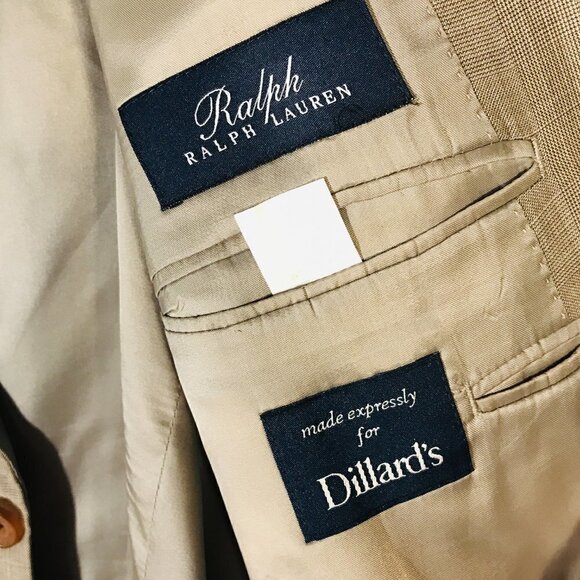 Ralph
RALPH LAUREN
made expressly
for
Dillard's